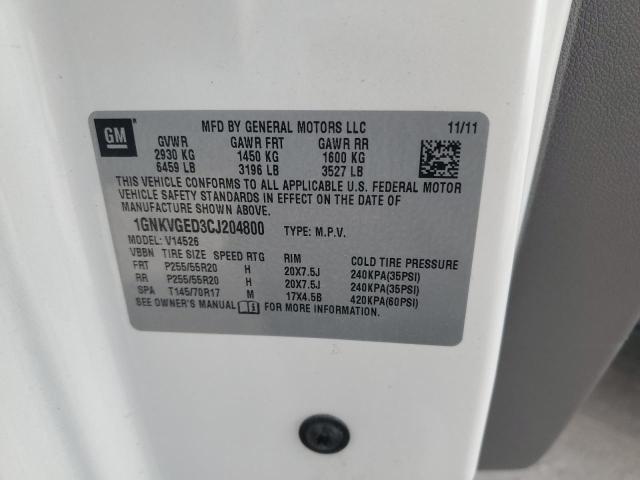 GM
MFD BY GENERAL MOTORS LLC 11/11
GVWR GAWR FRT GAWR RR
2930 KG 1450 KG 1600 KG
6459 LB 3196 LB 3527 LB
THIS VEHICLE CONFORMS TO ALL APPLICABLE U.S. FEDERAL MOTOR
VEHICLE SAFETY STANDARDS IN EFFECT ON THE DATE OF
MANUFACTURE SHOWN ABOVE.
1GNKVGED3CJ204800 TYPE: M.P.V.
MODEL: V14526
VBBN TIRE SIZE SPEED RTG RIM COLD TIRE PRESSURE
FRT P255/55R20 H 20X7.5J 240KPA(35PSI)
RR P255/55R20 H 20X7.5J 240KPA(35PSI)
SPA T145/70R17 M 17X4.5B 420KPA(60PSI)
SEE OWNER'S MANUAL FOR MORE INFORMATION.